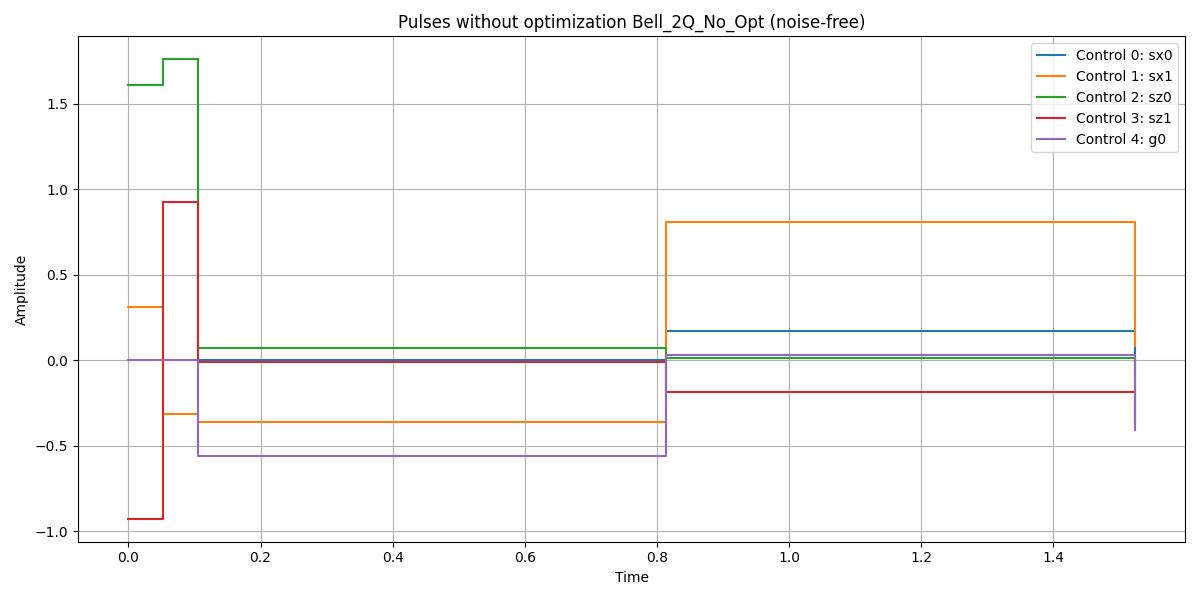 Pulses without optimization Bell_2Q_No_Opt (noise-free)
Control 0: sx0
Control 1: sx1
Control 2: sz0
Control 3: sz1
Control 4: g0
Amplitude
1.5
1.0
0.5
0.0
−0.5
−1.0
0.0 0.2 0.4 0.6 0.8 1.0 1.2 1.4
Time